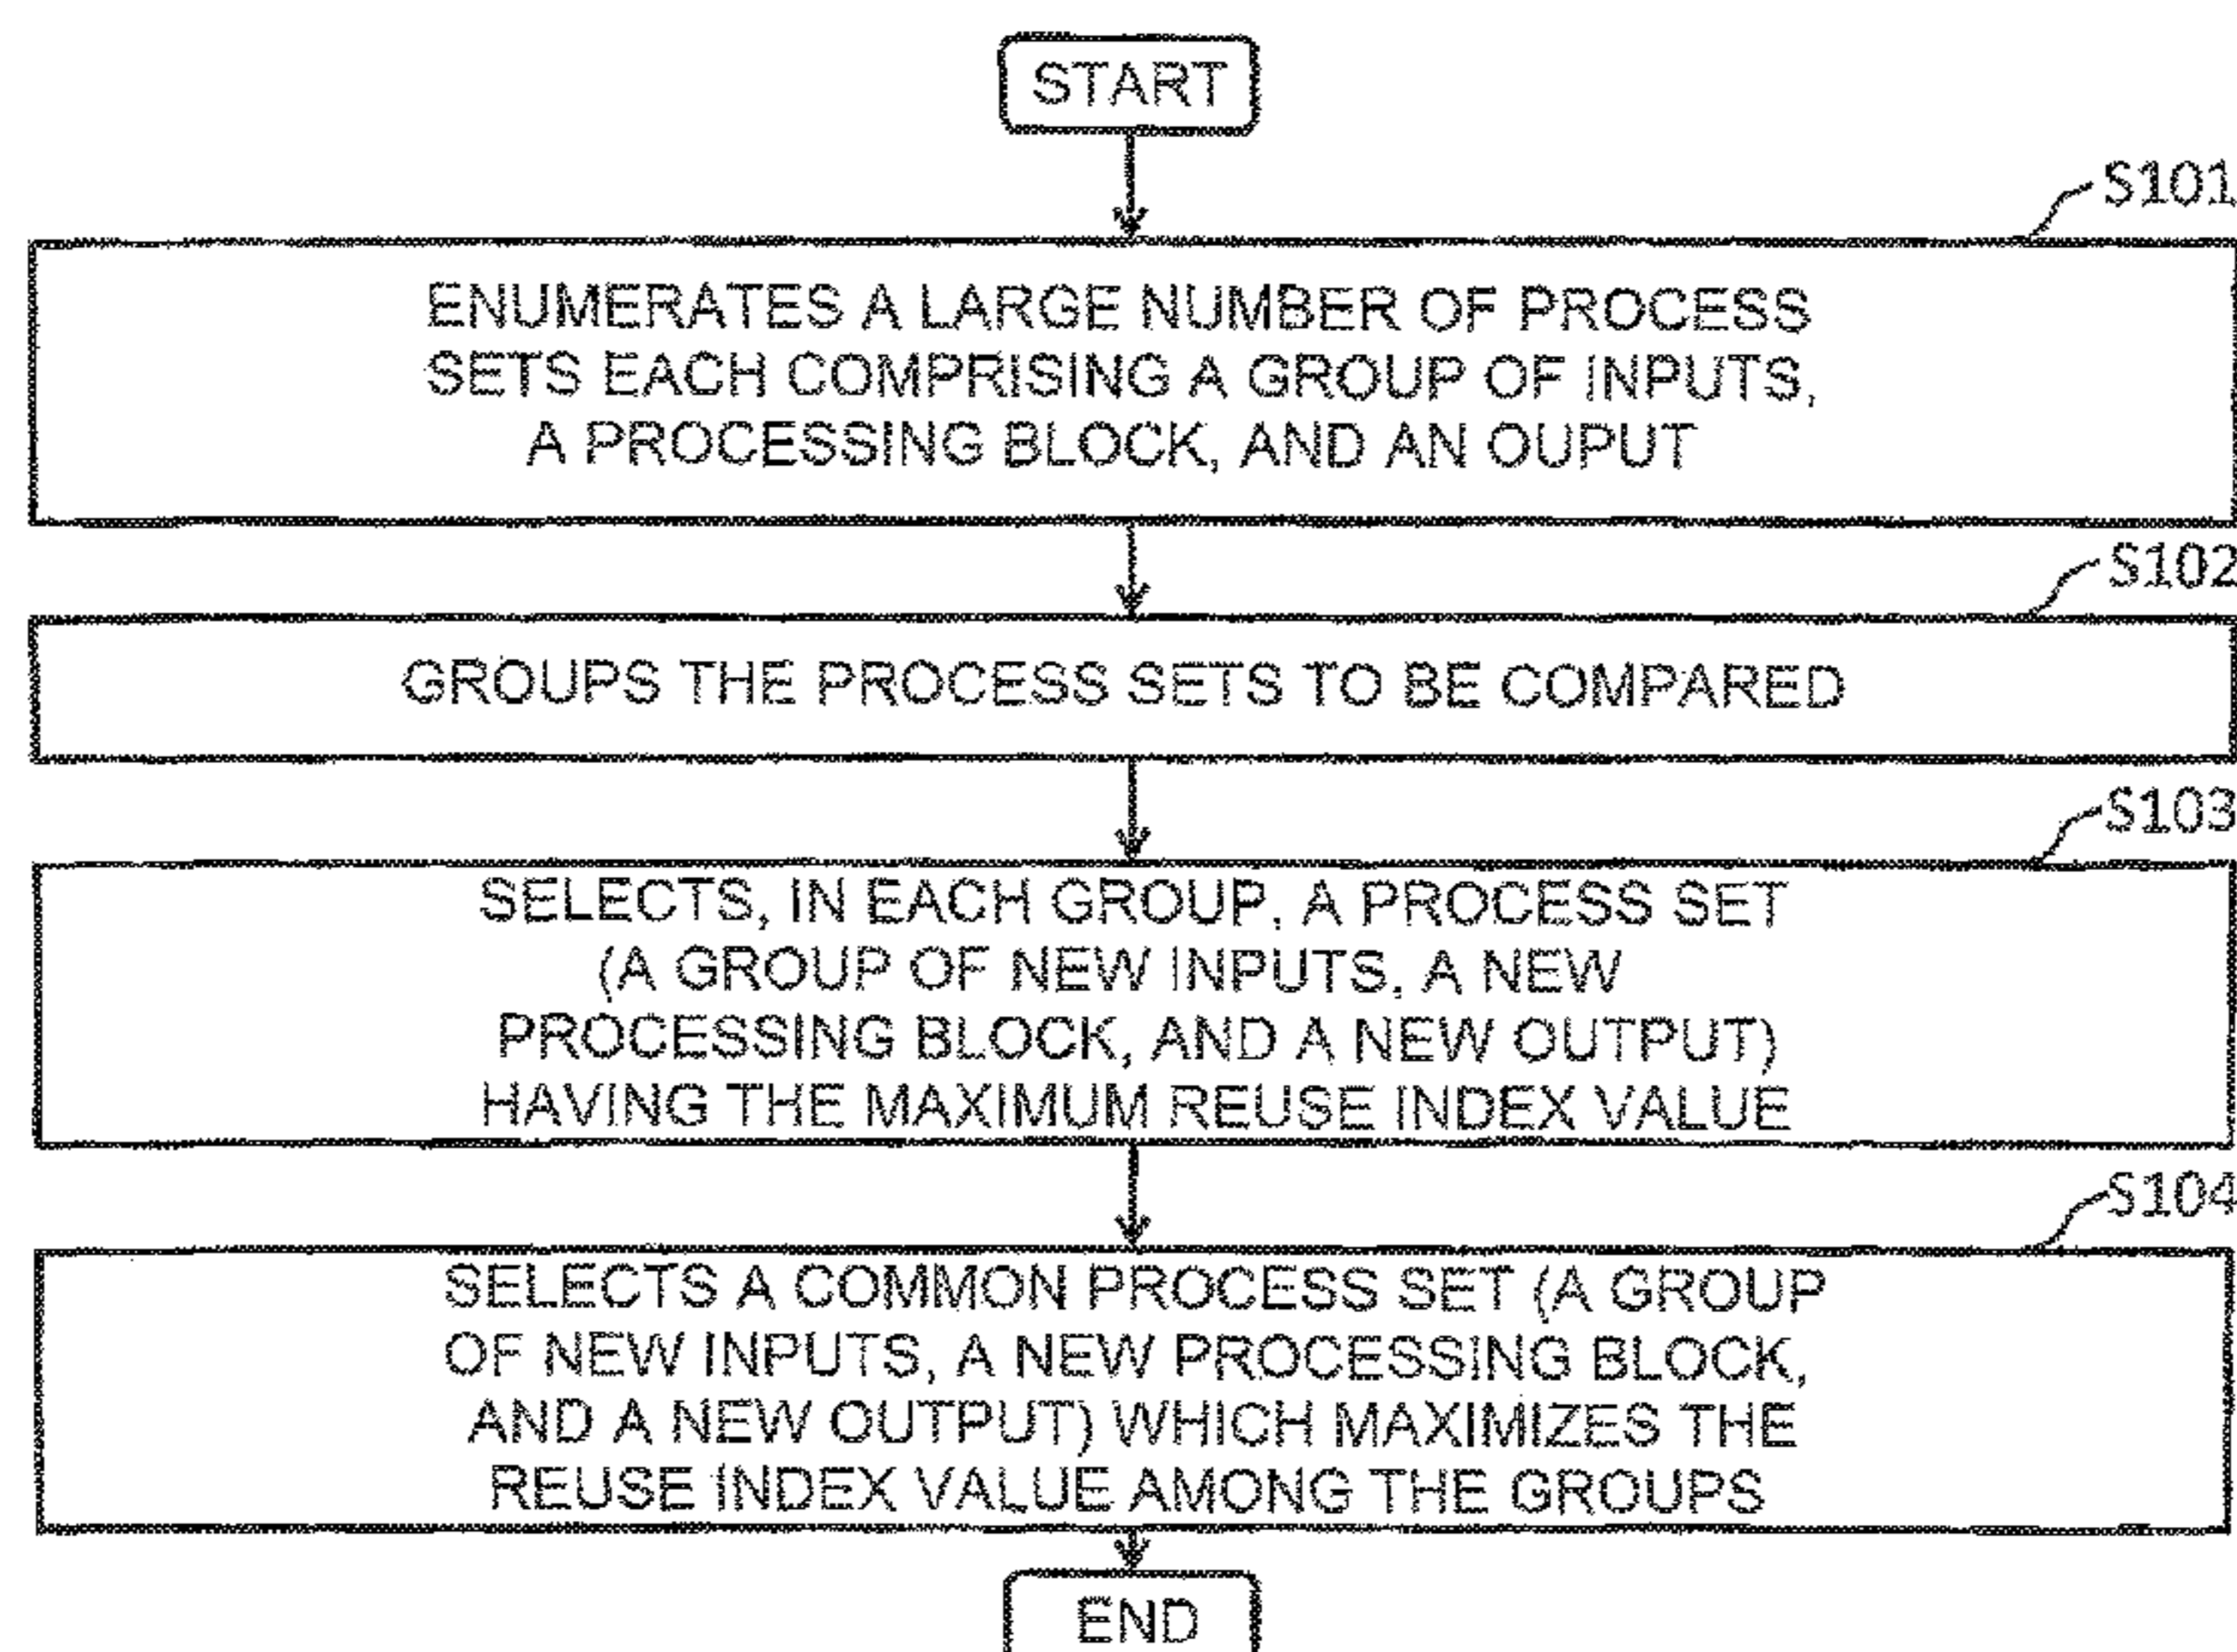 START
S101
ENUMERATES A LARGE NUMBER OF PROCESS
SETS EACH COMPRISING A GROUP OF INPUTS,
A PROCESSING BLOCK, AND AN OUPUT
S102
GROUPS THE PROCESS SETS TO BE COMPARED
S103
SELECTS, IN EACH GROUP, A PROCESS SET
(A GROUP OF NEW INPUTS, A NEW
PROCESSING BLOCK, AND A NEW OUTPUT)
HAVING THE MAXIMUM REUSE INDEX VALUE
S104
SELECTS A COMMON PROCESS SET (A GROUP
OF NEW INPUTS, A NEW PROCESSING BLOCK,
AND A NEW OUTPUT) WHICH MAXIMIZES THE
REUSE INDEX VALUE AMONG THE GROUPS
END